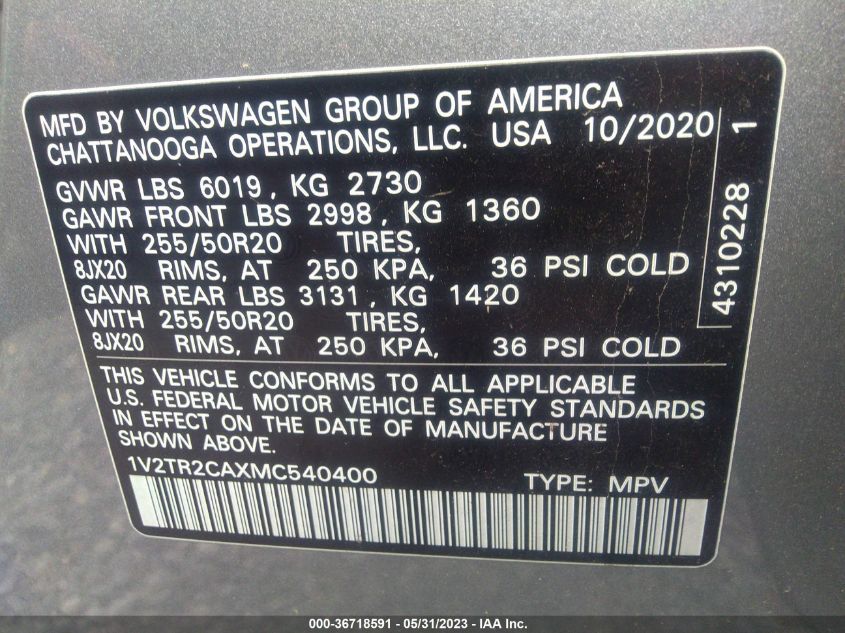 MFD BY VOLKSWAGEN GROUP OF AMERICA
CHATTANOOGA OPERATIONS, LLC. USA 10/2020
GVWR LBS 6019, KG 2730
GAWR FRONT LBS 2998, KG 1360
WITH 255/50R20 TIRES,
8JX20 RIMS, AT 250 KPA, 36 PSI COLD
GAWR REAR LBS 3131, KG 1420
WITH 255/50R20 TIRES,
8JX20 RIMS, AT 250 KPA, 36 PSI COLD
4310228 1
THIS VEHICLE CONFORMS TO ALL APPLICABLE
U.S. FEDERAL MOTOR VEHICLE SAFETY STANDARDS
IN EFFECT ON THE DATE OF MANUFACTURE
SHOWN ABOVE.
1V2TR2CAXMC540400 TYPE: MPV
000-36718591 - 05/31/2023 - IAA Inc.